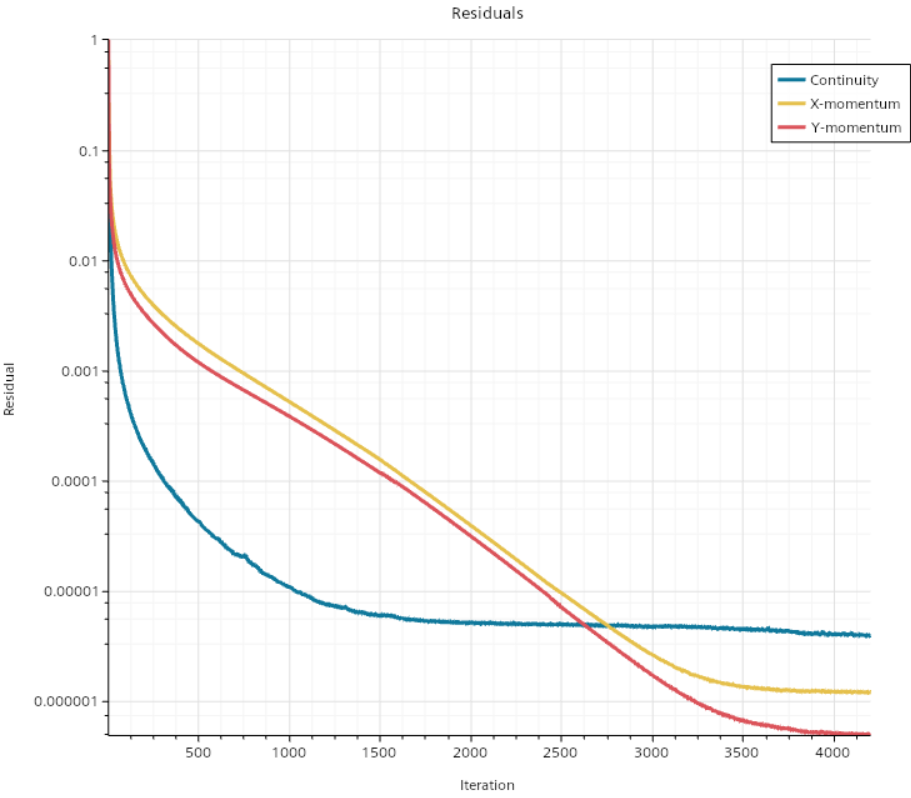 Residuals
Continuity
X-momentum
Y-momentum
1
0.1
0.01
0.001
0.0001
0.00001
0.000001
Residual
500 1000 1500 2000 2500 3000 3500 4000
Iteration